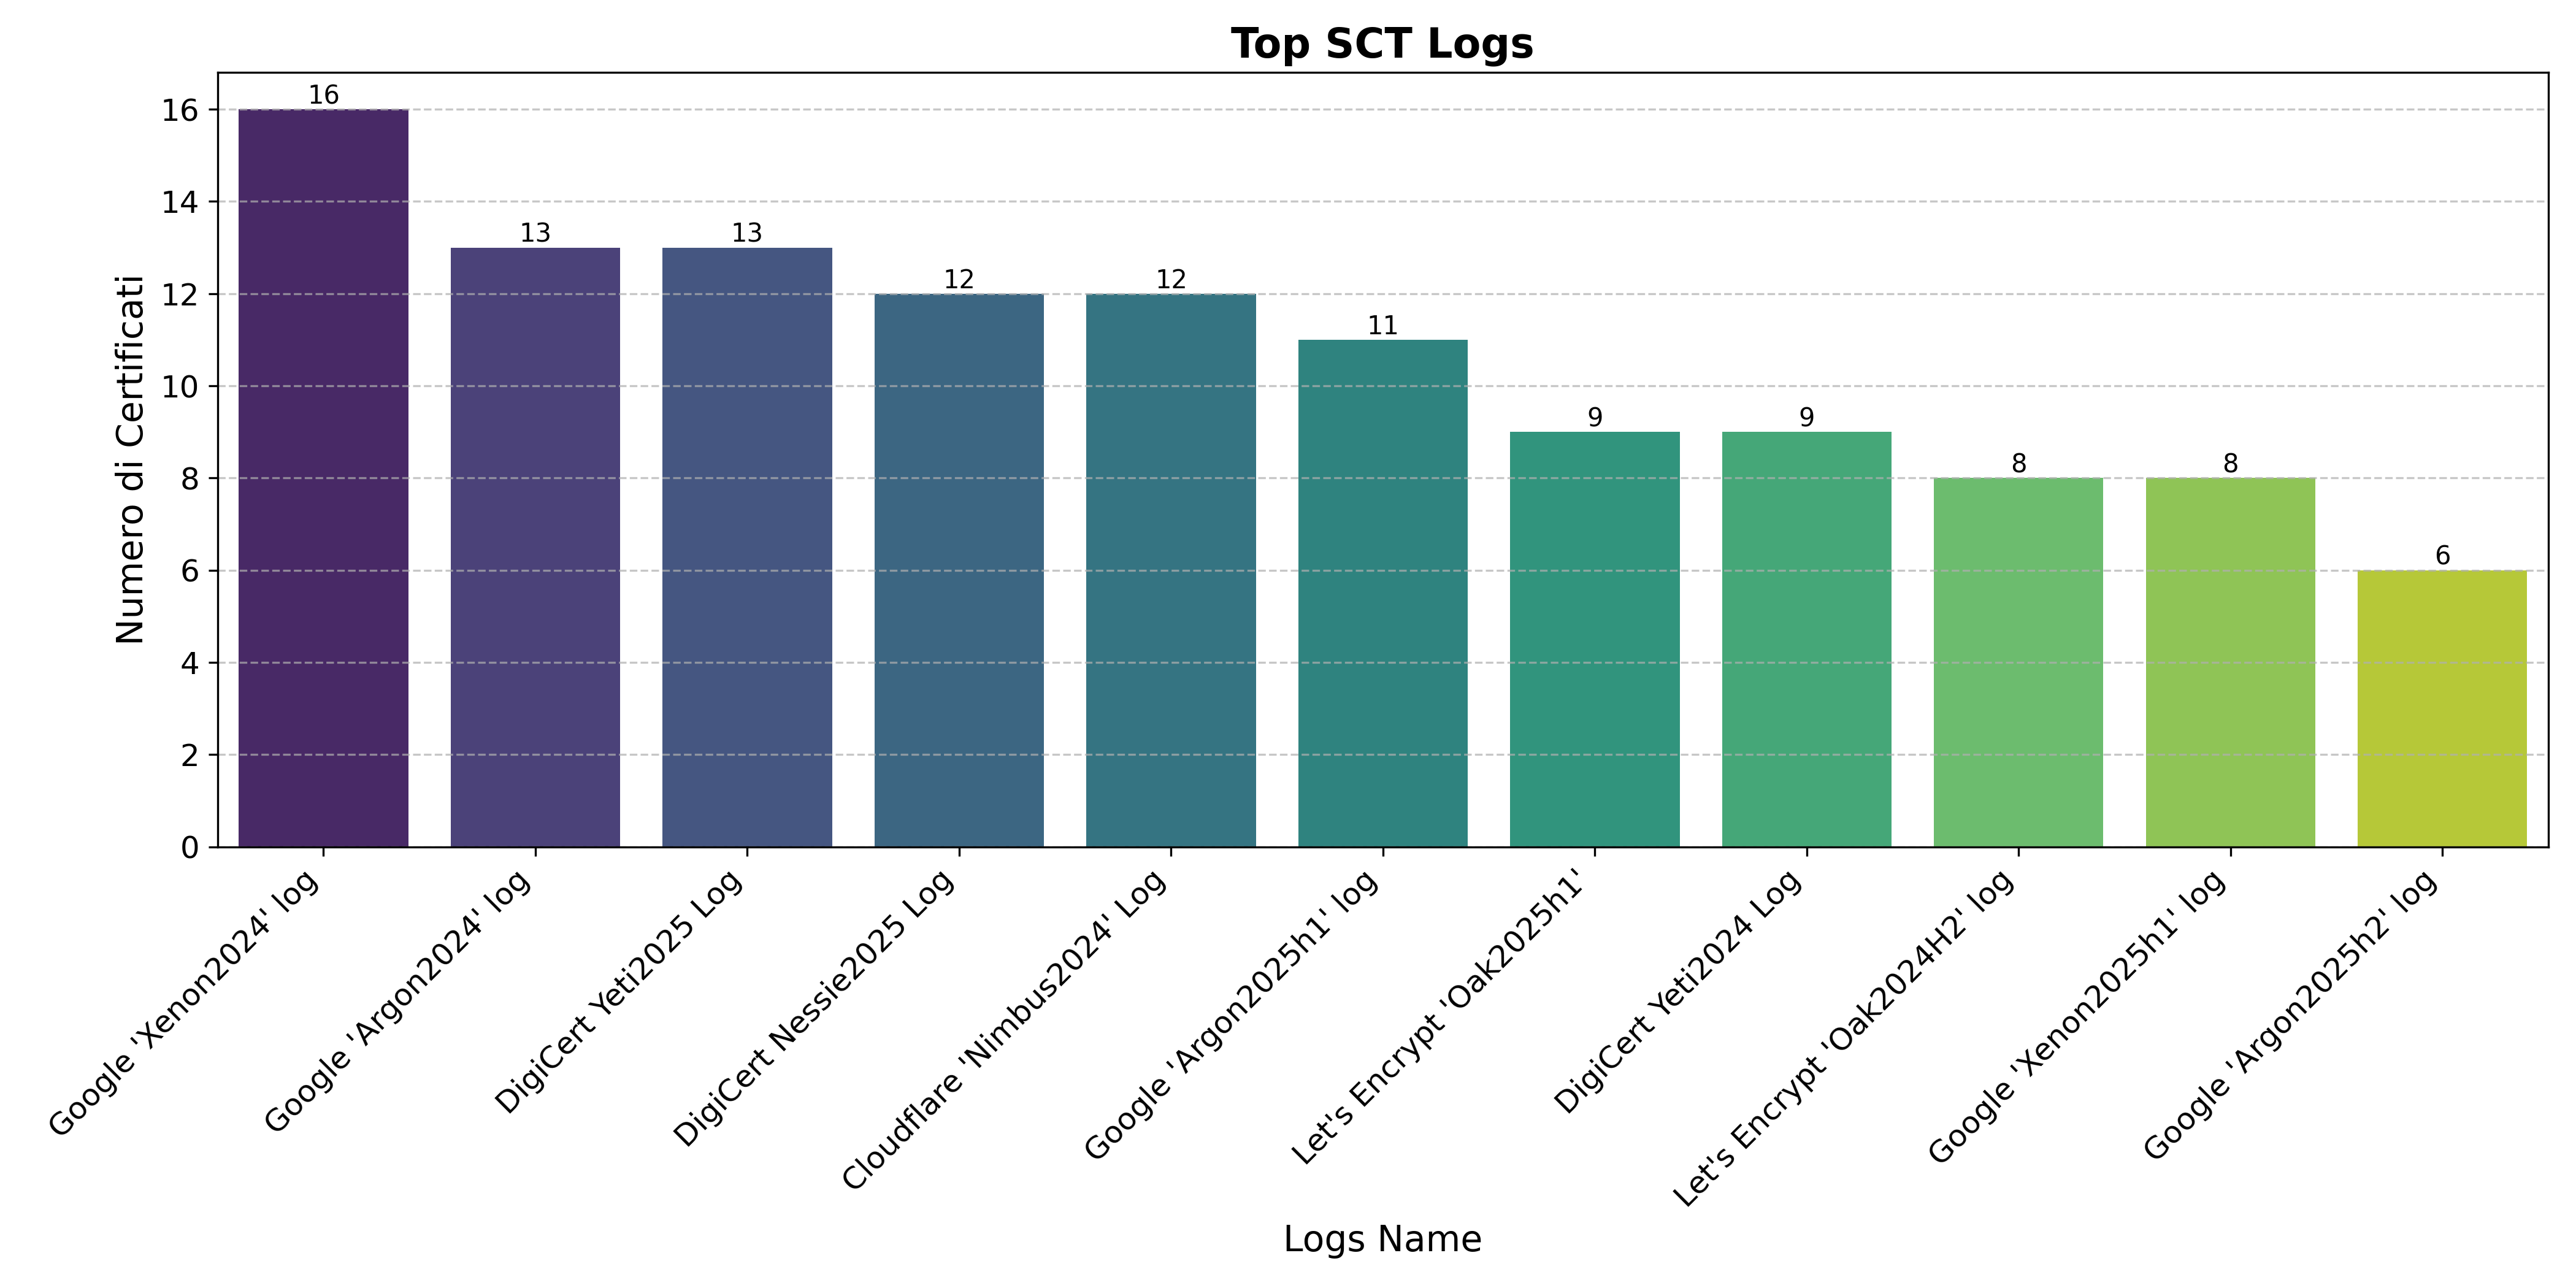 Top SCT Logs
Numero di Certificati
16
14
12
10
8
6
4
2
0
16
13
13
12
12
11
9
9
8
8
6
Google 'Xenon2024' log
Google 'Argon2024' log
DigiCert Yeti2025 Log
DigiCert Nessie2025 Log
Cloudflare 'Nimbus2024' Log
Google 'Argon2025h1' log
Let's Encrypt 'Oak2025h1'
DigiCert Yeti2024 Log
Let's Encrypt 'Oak2024H2' log
Google 'Xenon2025h1' log
Google 'Argon2025h2' log
Logs Name